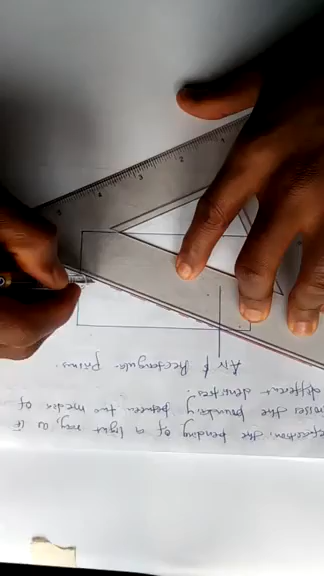 refraction: the bending of a light ray, as it
crosses the boundary between two media of
different densities.
Rectangular Prism.
1 2 3 4 5